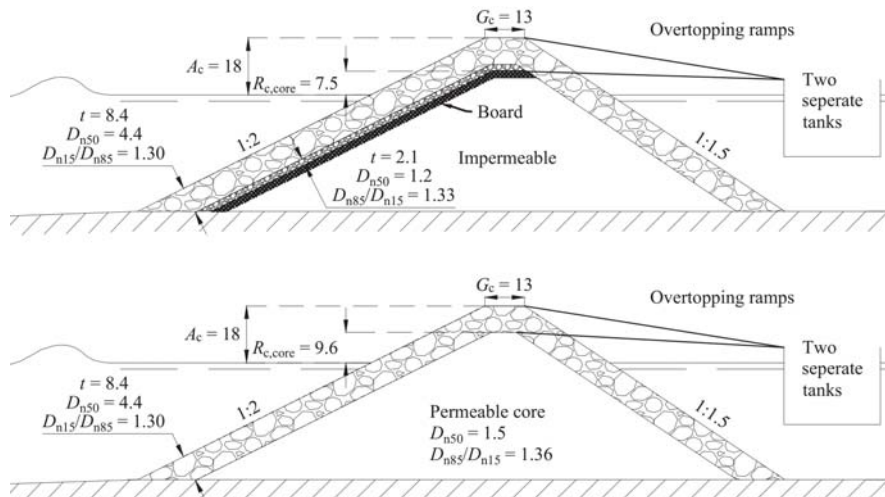 G_c = 13
Overtopping ramps
A_c = 18
R_c,core = 7.5
Two
seperate
tanks
Board
t = 8.4
D_n50 = 4.4
D_n15/D_n85 = 1.30
1:2
Impermeable
1:1.5
t = 2.1
D_n50 = 1.2
D_n85/D_n15 = 1.33
G_c = 13
Overtopping ramps
A_c = 18
R_c,core = 9.6
Two
seperate
tanks
t = 8.4
D_n50 = 4.4
D_n15/D_n85 = 1.30
1:2
1:1.5
Permeable core
D_n50 = 1.5
D_n85/D_n15 = 1.36